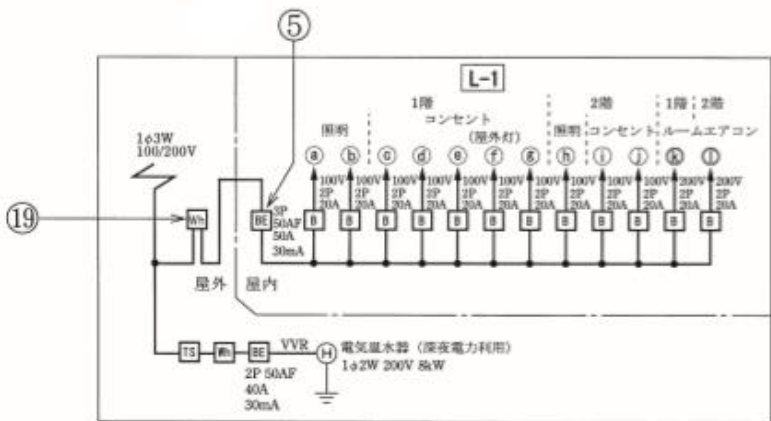 ⑤
L-1
1階 2階 1階 2階
照明 コンセント 照明 コンセント ルームエアコン
(屋外灯)
1φ3W
100/200V
ⓐ ⓑ ⓒ ⓓ ⓔ ⓕ ⓖ ⓗ ⓘ ⓙ ⓚ ⓛ
100V 100V 100V 100V 100V 100V 100V 100V 100V 100V 200V 200V
2P 2P 2P 2P 2P 2P 2P 2P 2P 2P 2P 2P
20A 20A 20A 20A 20A 20A 20A 20A 20A 20A 20A 20A
⑲ Wh BE B B B B B B B B B B B B
3P
50AF
50A
30mA
屋外 屋内
TS Wh BE VVR H 電気温水器(深夜電力利用)
1φ2W 200V 8kW
2P 50AF
40A
30mA